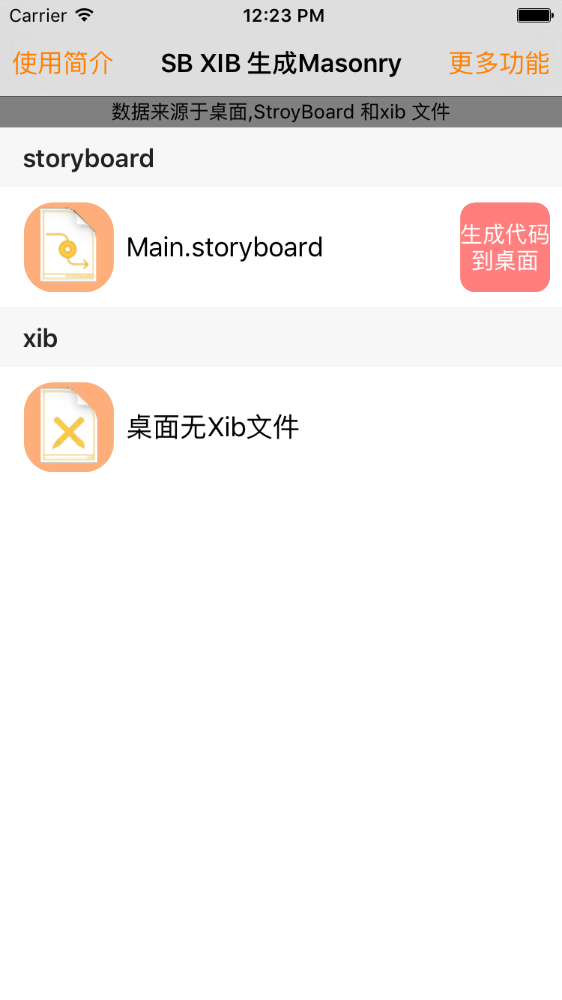 Carrier 12:23 PM
使用简介 SB XIB 生成Masonry 更多功能
数据来源于桌面,StroyBoard 和xib 文件
storyboard
Main.storyboard
生成代码
到桌面
xib
桌面无Xib文件